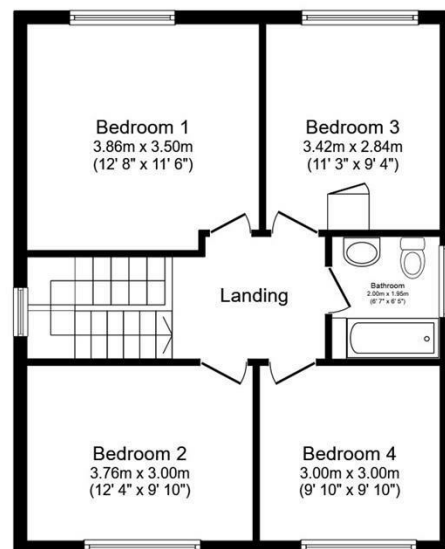 Bedroom 1
3.86m x 3.50m
(12' 8" x 11' 6")
Bedroom 3
3.42m x 2.84m
(11' 3" x 9' 4")
Bathroom
2.00m x 1.95m
(6' 7" x 6' 5")
Landing
Bedroom 2
3.76m x 3.00m
(12' 4" x 9' 10")
Bedroom 4
3.00m x 3.00m
(9' 10" x 9' 10")